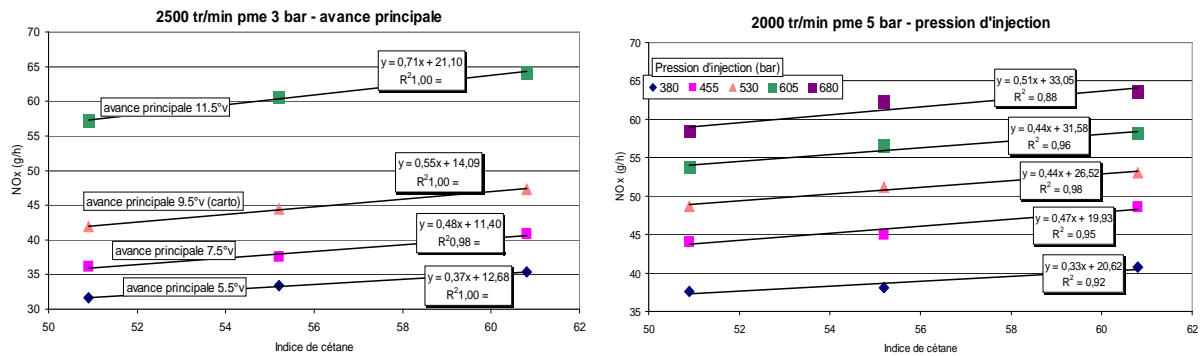 2500 tr/min pme 3 bar - avance principale
70
65
60
55
50
45
40
35
30
NOx (g/h)
y = 0,71x + 21,10
R²1,00 =
avance principale 11.5°v
y = 0,55x + 14,09
R²1,00 =
avance principale 9.5°v (carto)
y = 0,48x + 11,40
R²0,98 =
avance principale 7.5°v
y = 0,37x + 12,68
R²1,00 =
avance principale 5.5°v
50 52 54 56 58 60 62
Indice de cétane
2000 tr/min pme 5 bar - pression d'injection
70
65
60
55
50
45
40
35
NOx (g/h)
Pression d'injection (bar)
380 455 530 605 680
y = 0,51x + 33,05
R² = 0,88
y = 0,44x + 31,58
R² = 0,96
y = 0,44x + 26,52
R² = 0,98
y = 0,47x + 19,93
R² = 0,95
y = 0,33x + 20,62
R² = 0,92
50 52 54 56 58 60 62
Indice de cétane